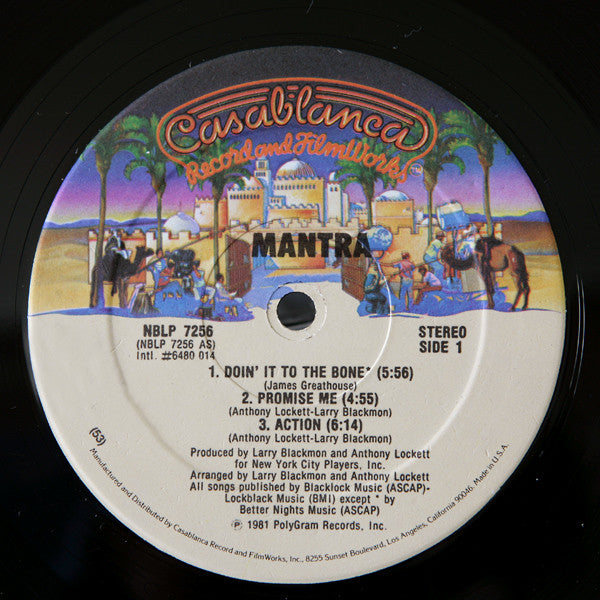 Casablanca
Record and FilmWorks™
MANTRA
NBLP 7256
(NBLP 7256 AS)
Intl. #6480 014
STEREO
SIDE 1
1. DOIN' IT TO THE BONE* (5:56)
(James Greathouse)
2. PROMISE ME (4:55)
(Anthony Lockett-Larry Blackmon)
3. ACTION (6:14)
(Anthony Lockett-Larry Blackmon)
Produced by Larry Blackmon and Anthony Lockett
for New York City Players, Inc.
Arranged by Larry Blackmon and Anthony Lockett
All songs published by Blacklock Music (ASCAP)-
Lockblack Music (BMI) except * by
Better Nights Music (ASCAP)
℗ 1981 PolyGram Records, Inc.
(53)
Manufactured and Distributed by Casablanca Record and FilmWorks, Inc., 8255 Sunset Boulevard, Los Angeles, California 90046. Made in U.S.A.